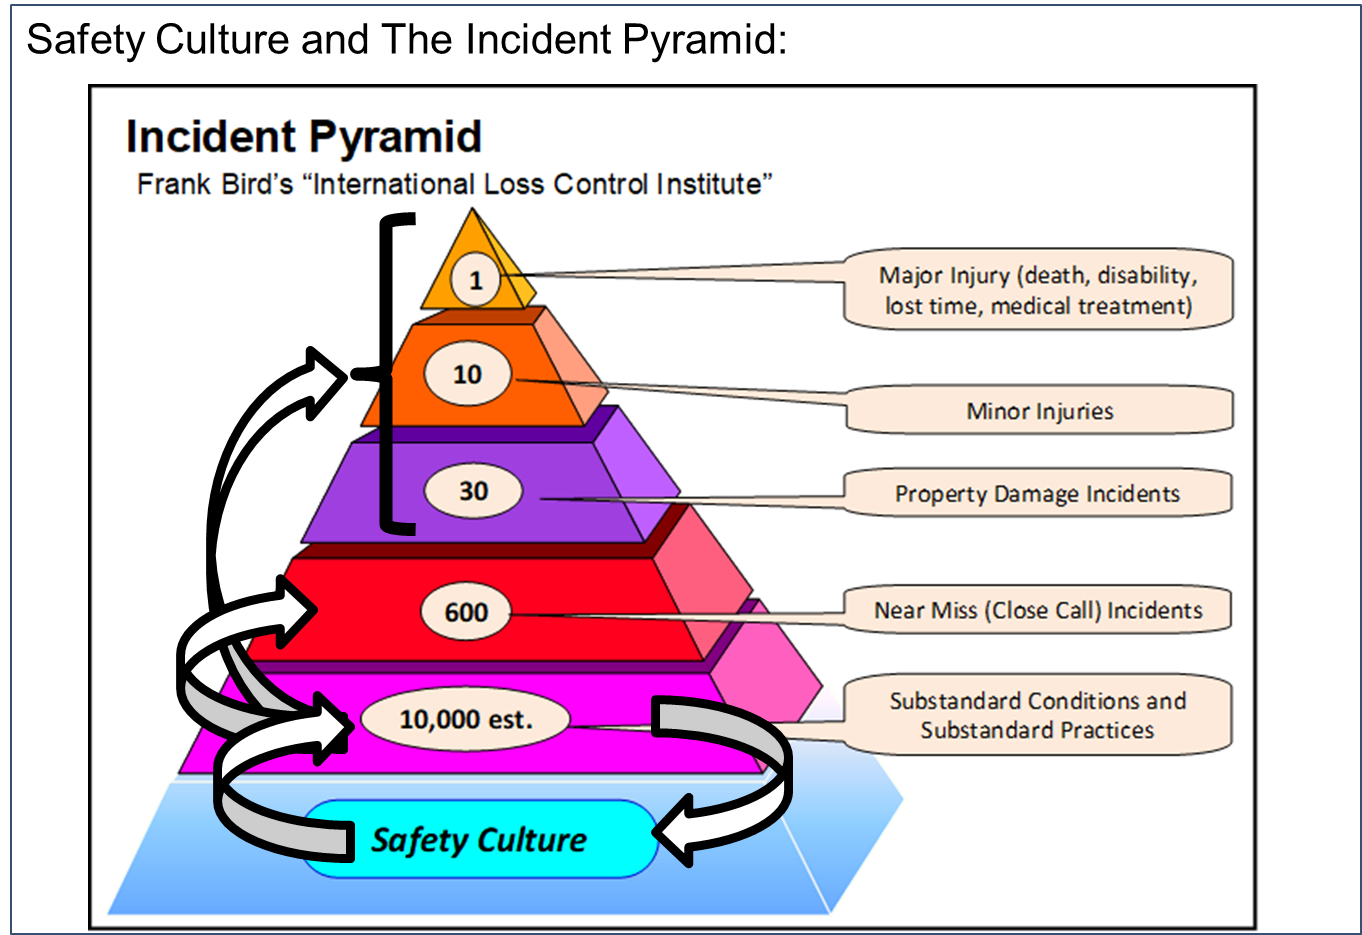 Safety Culture and The Incident Pyramid:
Incident Pyramid
Frank Bird’s “International Loss Control Institute”
1
Major Injury (death, disability,
lost time, medical treatment)
10
Minor Injuries
30
Property Damage Incidents
600
Near Miss (Close Call) Incidents
10,000 est.
Substandard Conditions and
Substandard Practices
Safety Culture